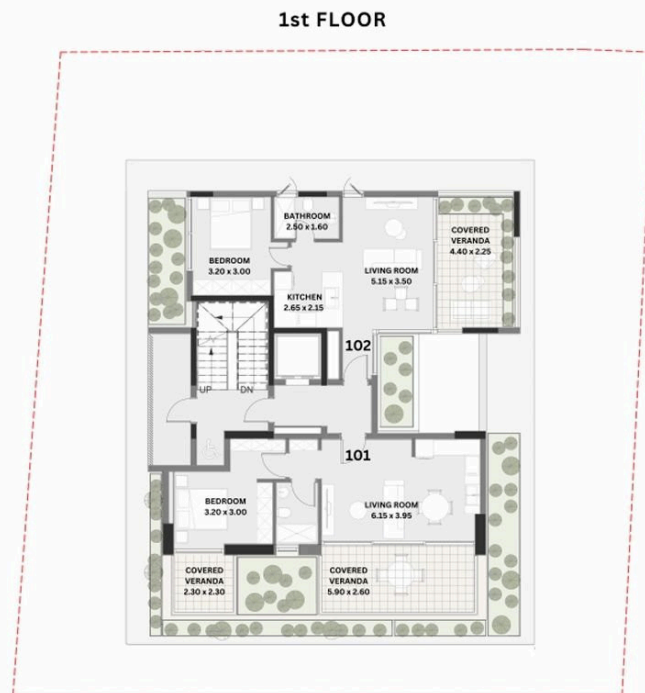 1st FLOOR
BATHROOM
2.50 x 1.60
BEDROOM
3.20 x 3.00
COVERED
VERANDA
4.40 x 2.25
LIVING ROOM
5.15 x 3.50
KITCHEN
2.65 x 2.15
102
UP
DN
101
BEDROOM
3.20 x 3.00
LIVING ROOM
6.15 x 3.95
COVERED
VERANDA
2.30 x 2.30
COVERED
VERANDA
5.90 x 2.60